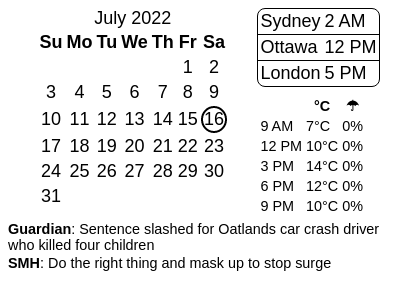 July 2022
Su Mo Tu We Th Fr Sa
1 2
3 4 5 6 7 8 9
10 11 12 13 14 15 16
17 18 19 20 21 22 23
24 25 26 27 28 29 30
31
Sydney 2 AM
Ottawa 12 PM
London 5 PM
°C ☂
9 AM 7°C 0%
12 PM 10°C 0%
3 PM 14°C 0%
6 PM 12°C 0%
9 PM 10°C 0%
Guardian: Sentence slashed for Oatlands car crash driver
who killed four children
SMH: Do the right thing and mask up to stop surge